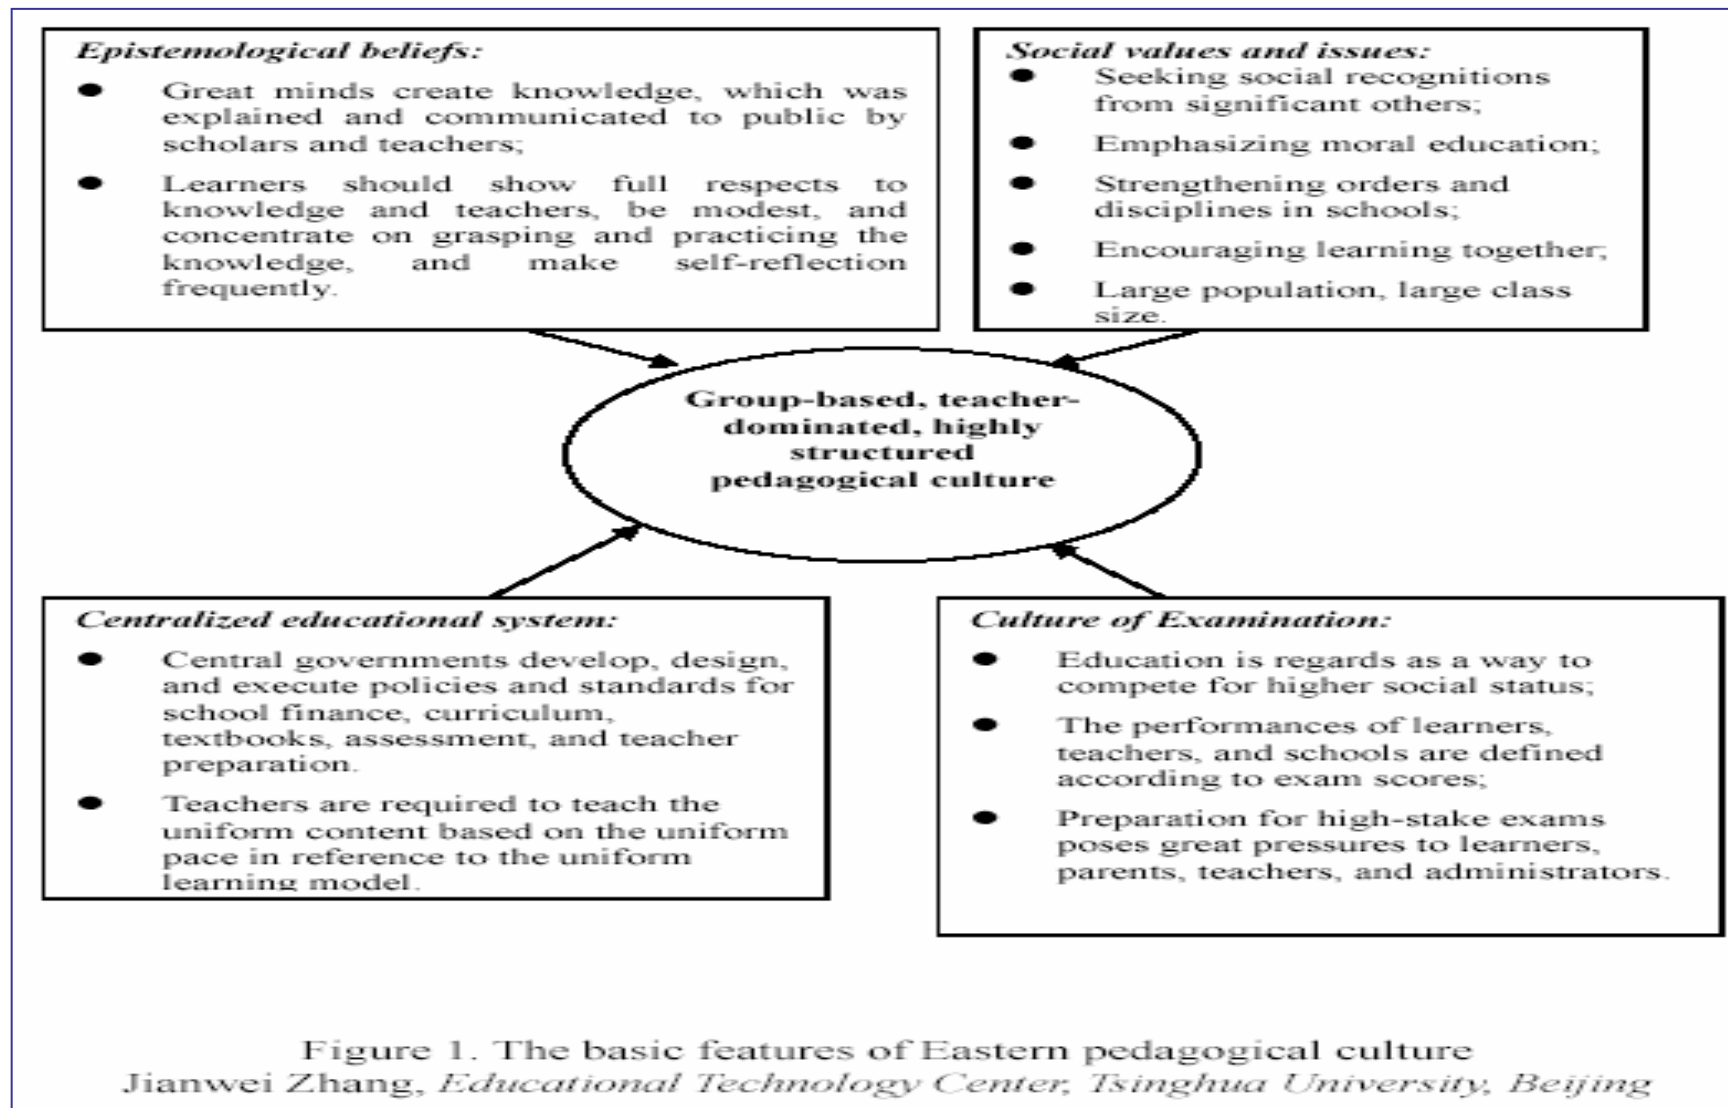 Epistemological beliefs:
● Great minds create knowledge, which was
explained and communicated to public by
scholars and teachers;
● Learners should show full respects to
knowledge and teachers, be modest, and
concentrate on grasping and practicing the
knowledge, and make self-reflection
frequently.
Social values and issues:
● Seeking social recognitions
from significant others;
● Emphasizing moral education;
● Strengthening orders and
disciplines in schools;
● Encouraging learning together;
● Large population, large class
size.
Group-based, teacher-
dominated, highly
structured
pedagogical culture
Centralized educational system:
● Central governments develop, design,
and execute policies and standards for
school finance, curriculum,
textbooks, assessment, and teacher
preparation.
● Teachers are required to teach the
uniform content based on the uniform
pace in reference to the uniform
learning model.
Culture of Examination:
● Education is regards as a way to
compete for higher social status;
● The performances of learners,
teachers, and schools are defined
according to exam scores;
● Preparation for high-stake exams
poses great pressures to learners,
parents, teachers, and administrators.
Figure 1. The basic features of Eastern pedagogical culture
Jianwei Zhang, Educational Technology Center, Tsinghua University, Beijing